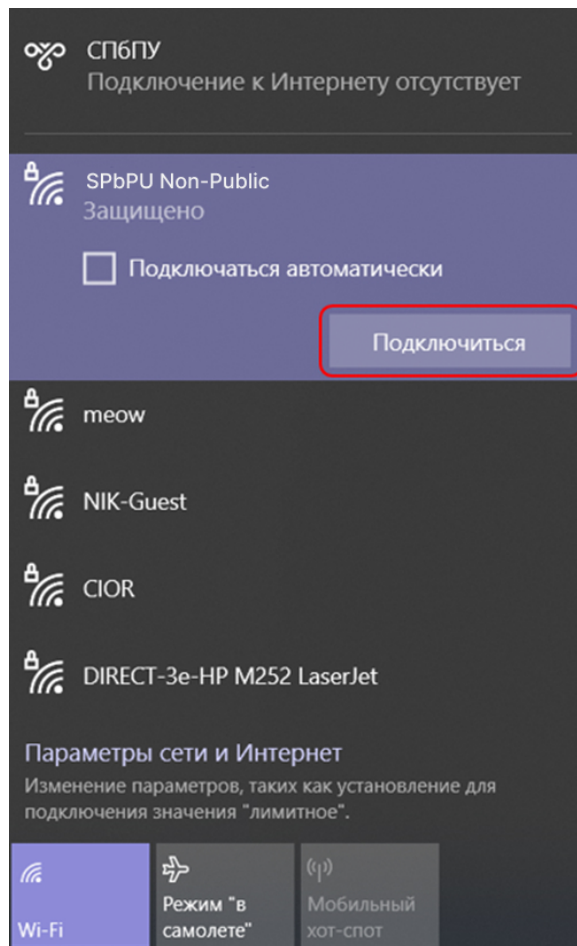 СПбПУ
Подключение к Интернету отсутствует
SPbPU Non-Public
Защищено
Подключаться автоматически
Подключиться
meow
NIK-Guest
CIOR
DIRECT-3e-HP M252 LaserJet
Параметры сети и Интернет
Изменение параметров, таких как установление для
подключения значения "лимитное".
Wi-Fi
Режим "в
самолете"
Мобильный
хот-спот